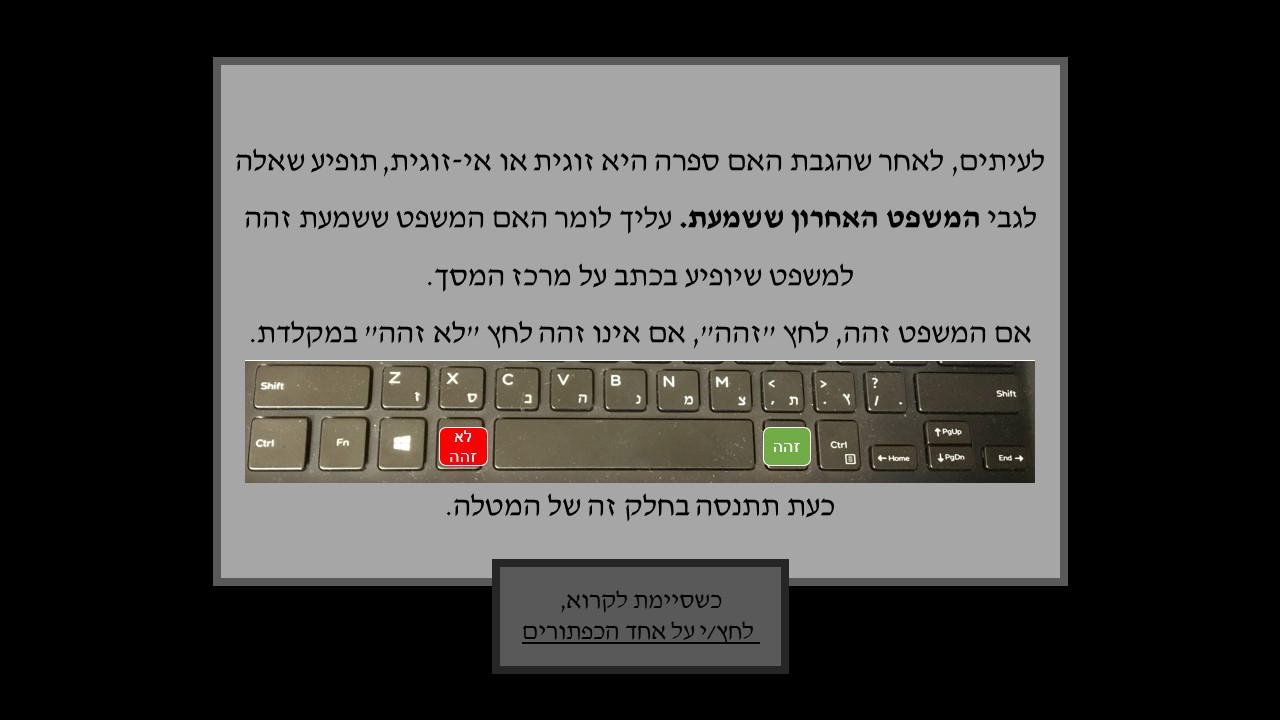 לעיתים, לאחר שהגבת האם ספרה היא זוגית או אי-זוגית, תופיע שאלה
לגבי המשפט האחרון ששמעת. עליך לומר האם המשפט ששמעת זהה
למשפט שיופיע בכתב על מרכז המסך.
אם המשפט זהה, לחץ "זהה", אם אינו זהה לחץ "לא זהה" במקלדת.
Shift Z ז X ס C ב V ה B נ N מ M צ < , ת > . ץ ? / . Shift
Ctrl Fn לא זהה זהה Ctrl Home PgUp PgDn End
כעת תתנסה בחלק זה של המטלה.
כשסיימת לקרוא,
לחץ/י על אחד הכפתורים